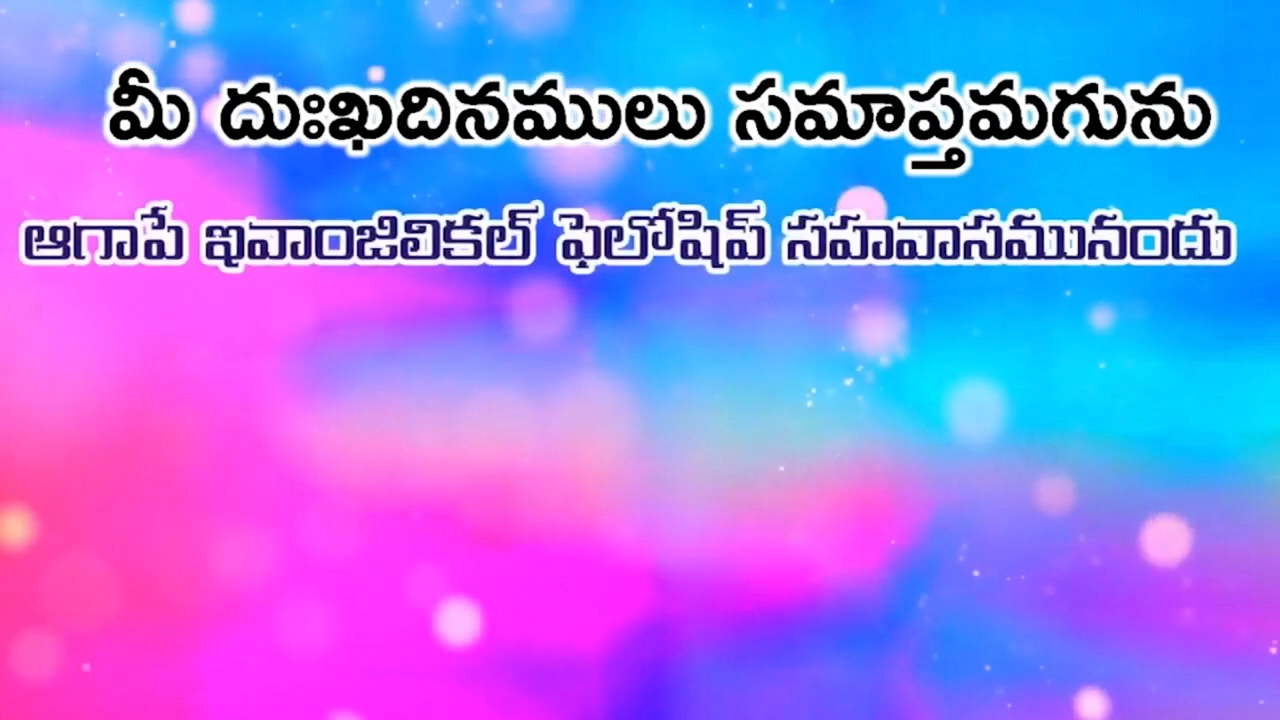 మీ దుఃఖదినములు సమాప్తమగును
ఆగాపే ఇవాంజిలికల్ ఫెలోషిప్ సహవాసమునందు